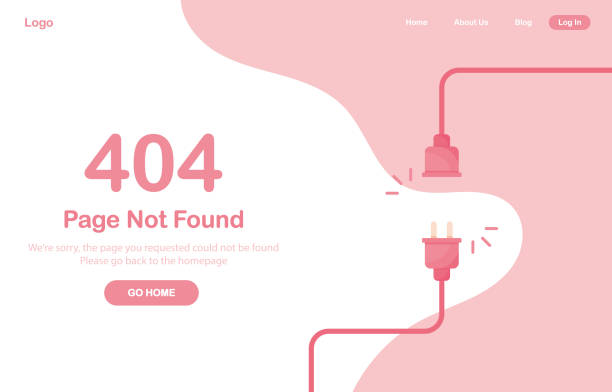 Logo
Home
About Us
Blog
Log In
404
Page Not Found
We're sorry, the page you requested could not be found
Please go back to the homepage
GO HOME